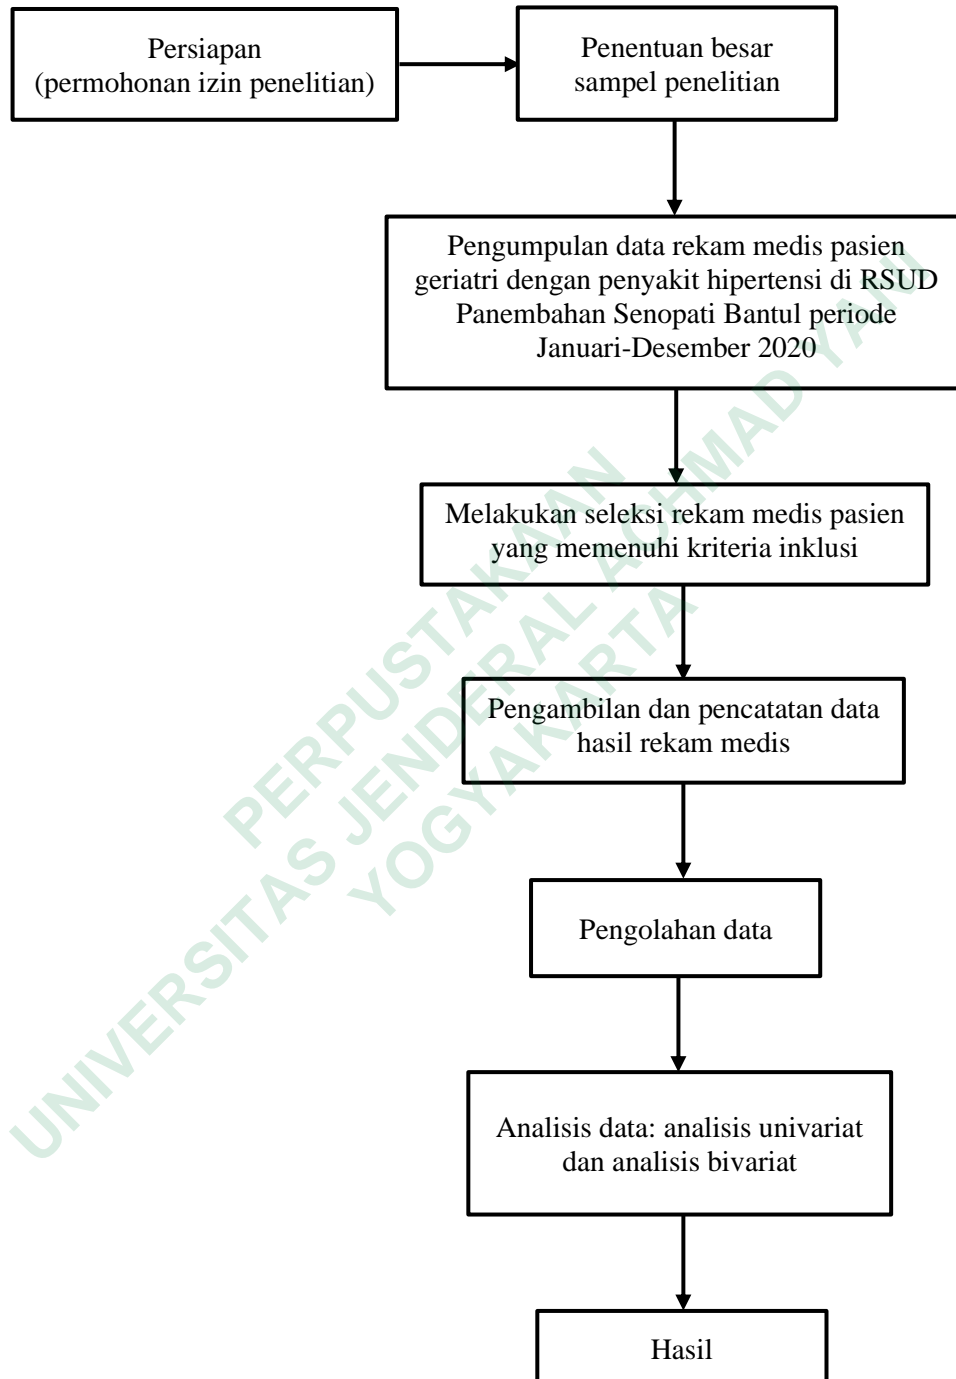 Persiapan
(permohonan izin penelitian)
Penentuan besar
sampel penelitian
Pengumpulan data rekam medis pasien
geriatri dengan penyakit hipertensi di RSUD
Panembahan Senopati Bantul periode
Januari-Desember 2020
Melakukan seleksi rekam medis pasien
yang memenuhi kriteria inklusi
Pengambilan dan pencatatan data
hasil rekam medis
Pengolahan data
Analisis data: analisis univariat
dan analisis bivariat
Hasil
PERPUSTAKAAN
UNIVERSITAS JENDERAL ACHMAD YANI
YOGYAKARTA